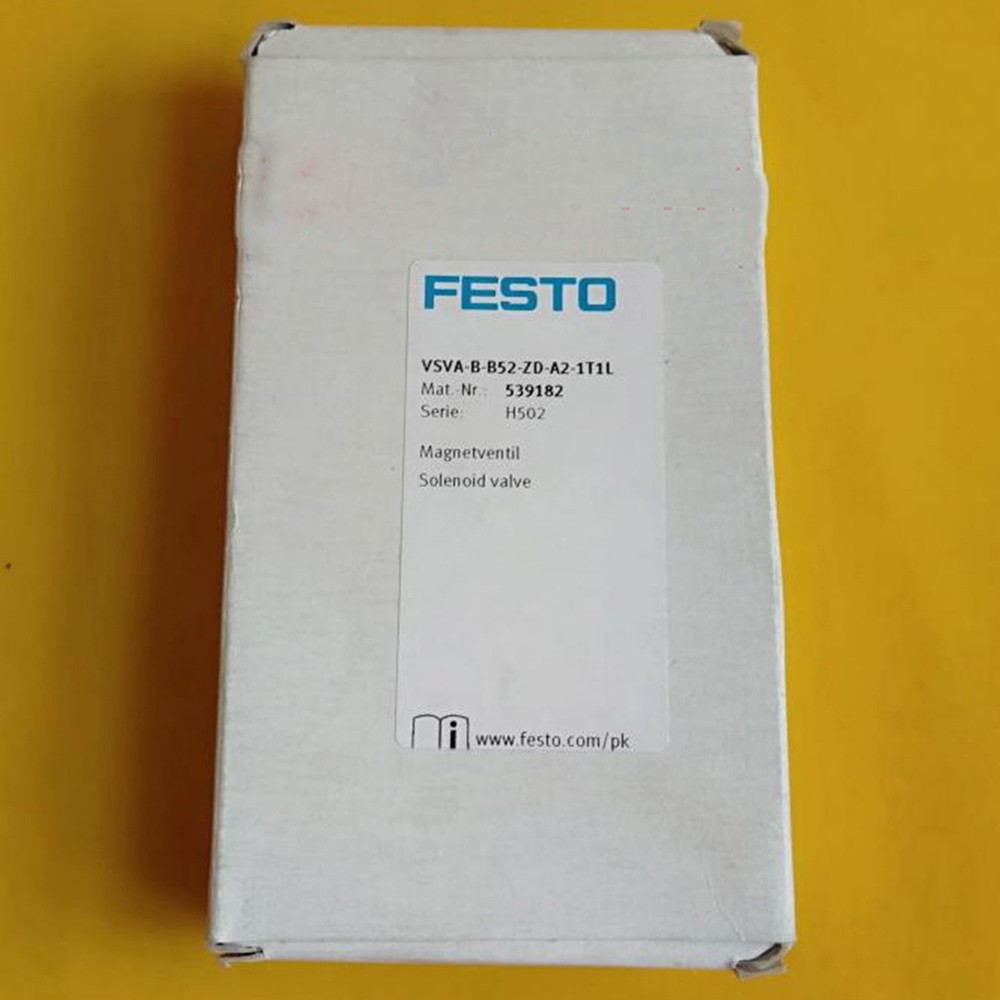 FESTO
VSVA-B-B52-ZD-A2-1T1L
Mat.-Nr.: 539182
Serie: H502
Magnetventil
Solenoid valve
i www.festo.com/pk